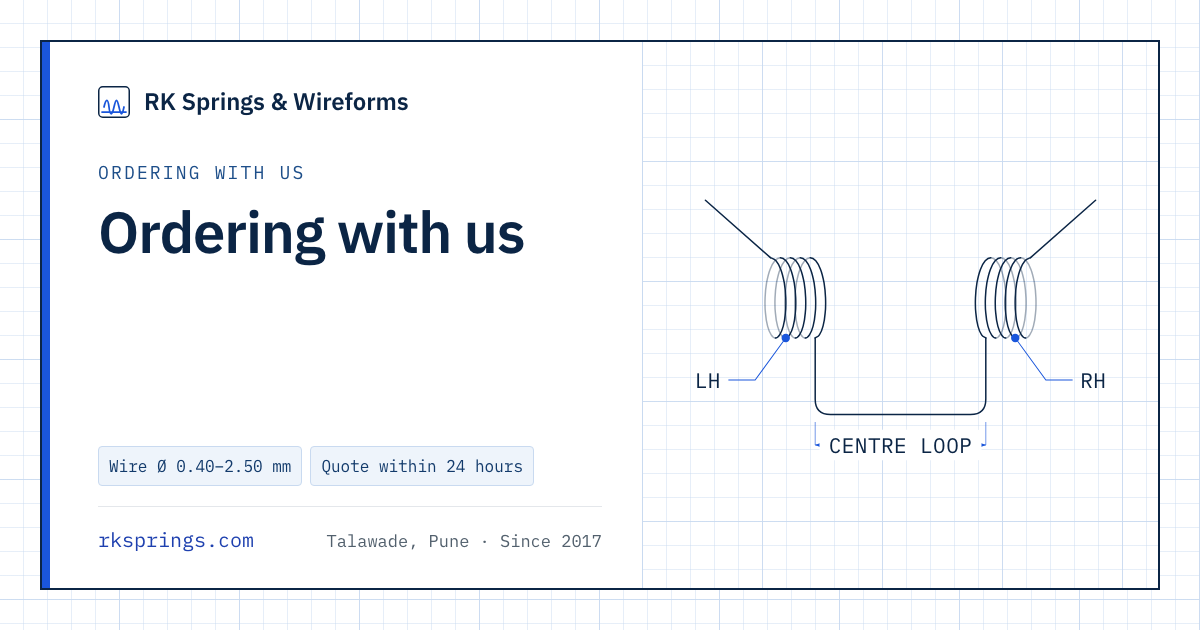 RK Springs & Wireforms
ORDERING WITH US
Ordering with us
Wire Ø 0.40–2.50 mm
Quote within 24 hours
rksprings.com
Talawade, Pune · Since 2017
LH
RH
CENTRE LOOP